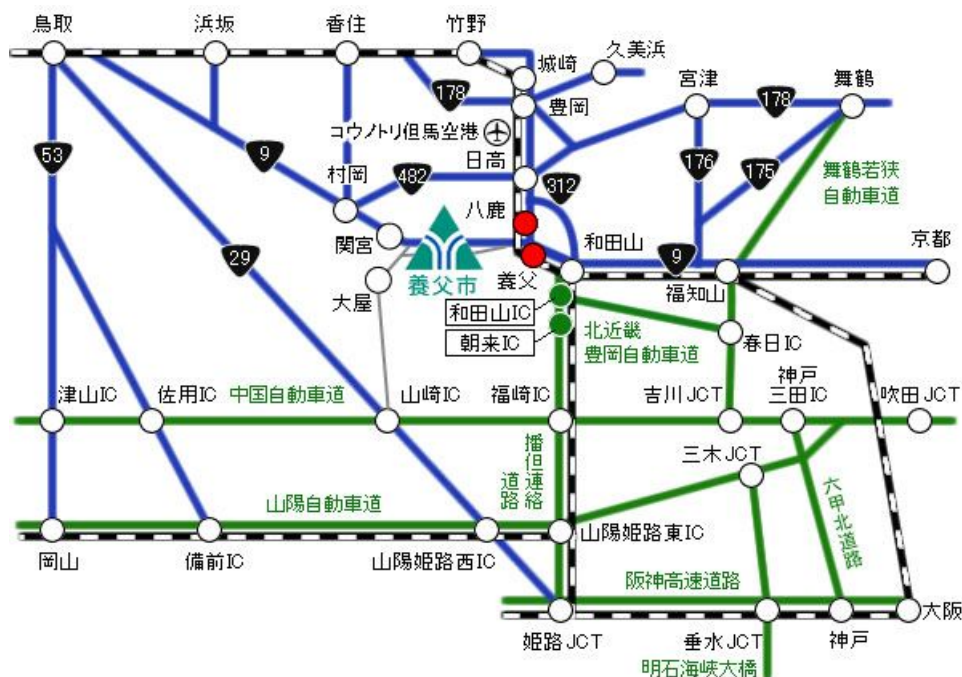 鳥取
浜坂
香住
竹野
城崎
久美浜
豊岡
宮津
舞鶴
178
178
コウノトリ但馬空港
53
9
日高
482
312
176
175
舞鶴若狭
自動車道
村岡
八鹿
関宮
和田山
京都
29
9
養父市
養父
福知山
大屋
和田山IC
朝来IC
北近畿
豊岡自動車道
春日IC
津山IC
佐用IC
中国自動車道
山崎IC
福崎IC
吉川JCT
神戸
三田IC
吹田JCT
播但連絡
道路
三木JCT
六甲北道路
山陽自動車道
岡山
備前IC
山陽姫路西IC
山陽姫路東IC
阪神高速道路
姫路JCT
垂水JCT
神戸
大阪
明石海峡大橋